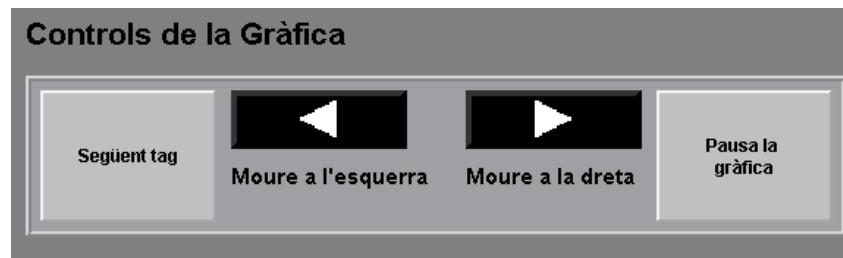 Controls de la Gràfica
Següent tag
Moure a l'esquerra
Moure a la dreta
Pausa la
gràfica